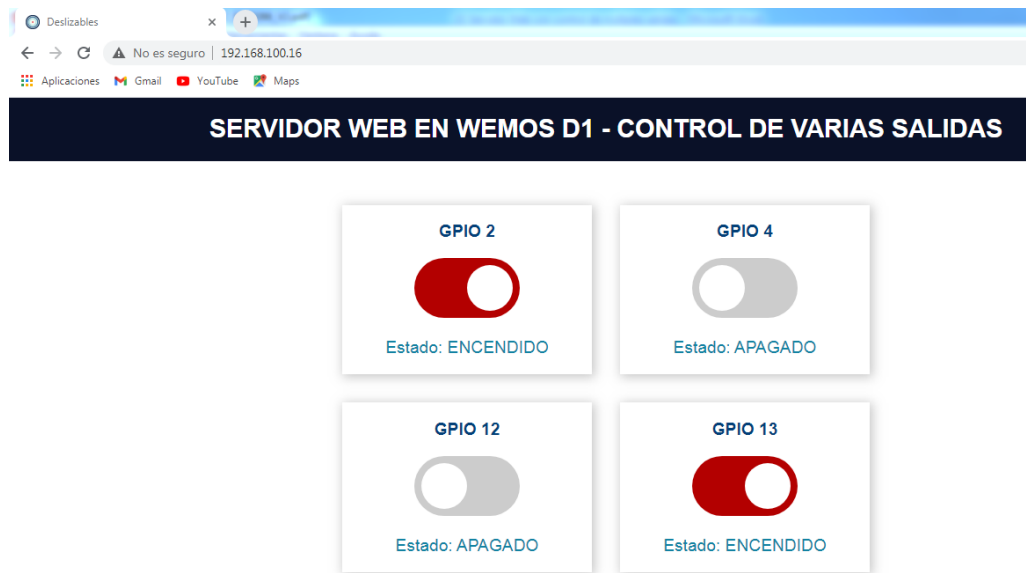 Deslizables
No es seguro | 192.168.100.16
Aplicaciones Gmail YouTube Maps
SERVIDOR WEB EN WEMOS D1 - CONTROL DE VARIAS SALIDAS
GPIO 2 GPIO 4
Estado: ENCENDIDO Estado: APAGADO
GPIO 12 GPIO 13
Estado: APAGADO Estado: ENCENDIDO